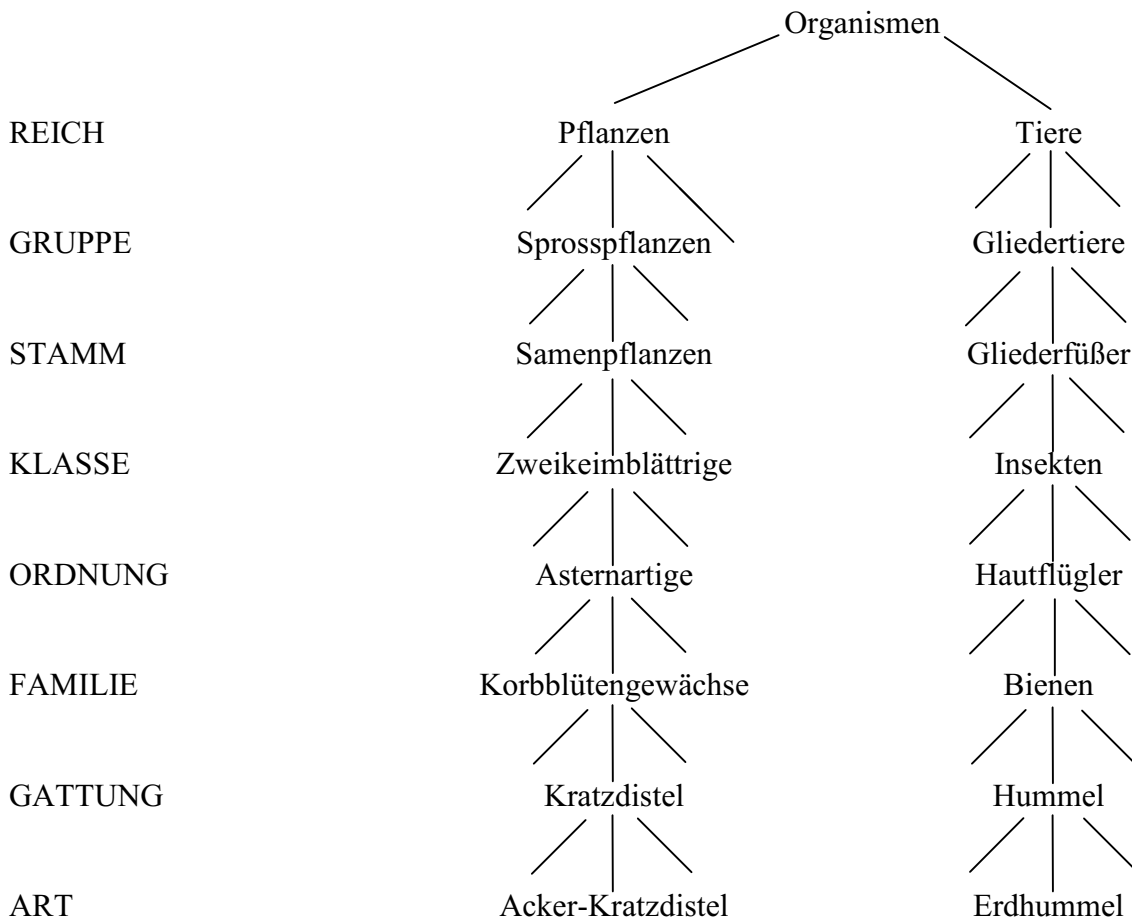 Organismen
REICH Pflanzen Tiere
GRUPPE Sprosspflanzen Gliedertiere
STAMM Samenpflanzen Gliederfüßer
KLASSE Zweikeimblättrige Insekten
ORDNUNG Asternartige Hautflügler
FAMILIE Korbblütengewächse Bienen
GATTUNG Kratzdistel Hummel
ART Acker-Kratzdistel Erdhummel